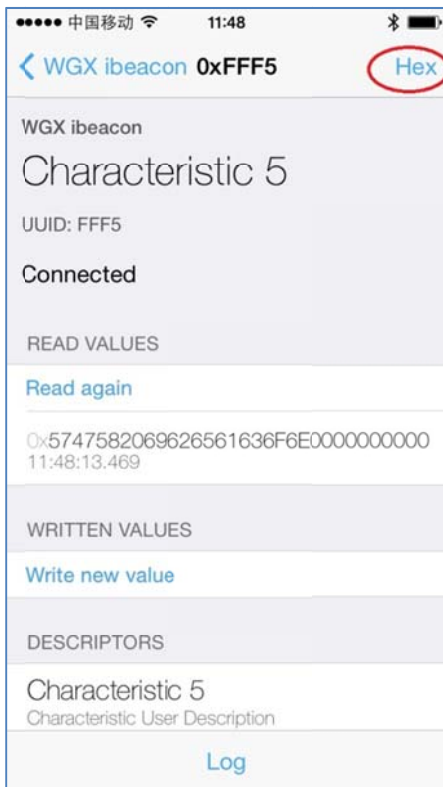 中国移动 11:48
WGX ibeacon 0xFFF5 Hex
WGX ibeacon
Characteristic 5
UUID: FFF5
Connected
READ VALUES
Read again
0x5747582069626561636F6E0000000000
11:48:13.469
WRITTEN VALUES
Write new value
DESCRIPTORS
Characteristic 5
Characteristic User Description
Log